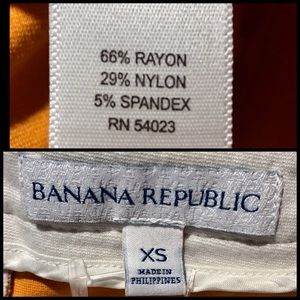 66% RAYON
29% NYLON
5% SPANDEX
RN 54023
BANANA REPUBLIC
XS
MADE IN
PHILIPPINES